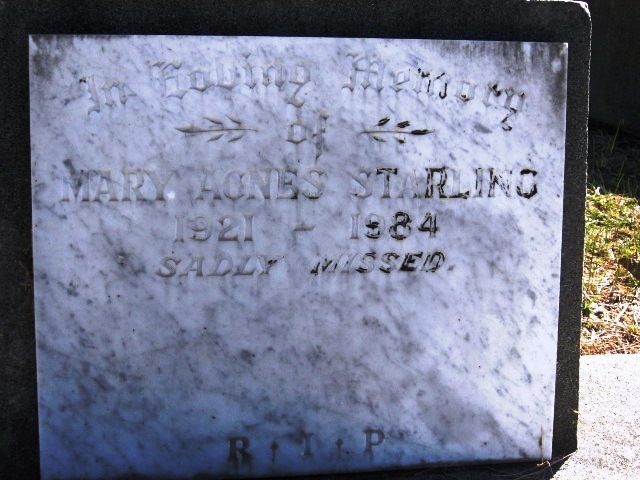 In Loving Memory
of
MARY AGNES STARLING
1921 - 1984
SADLY MISSED.
R † I † P